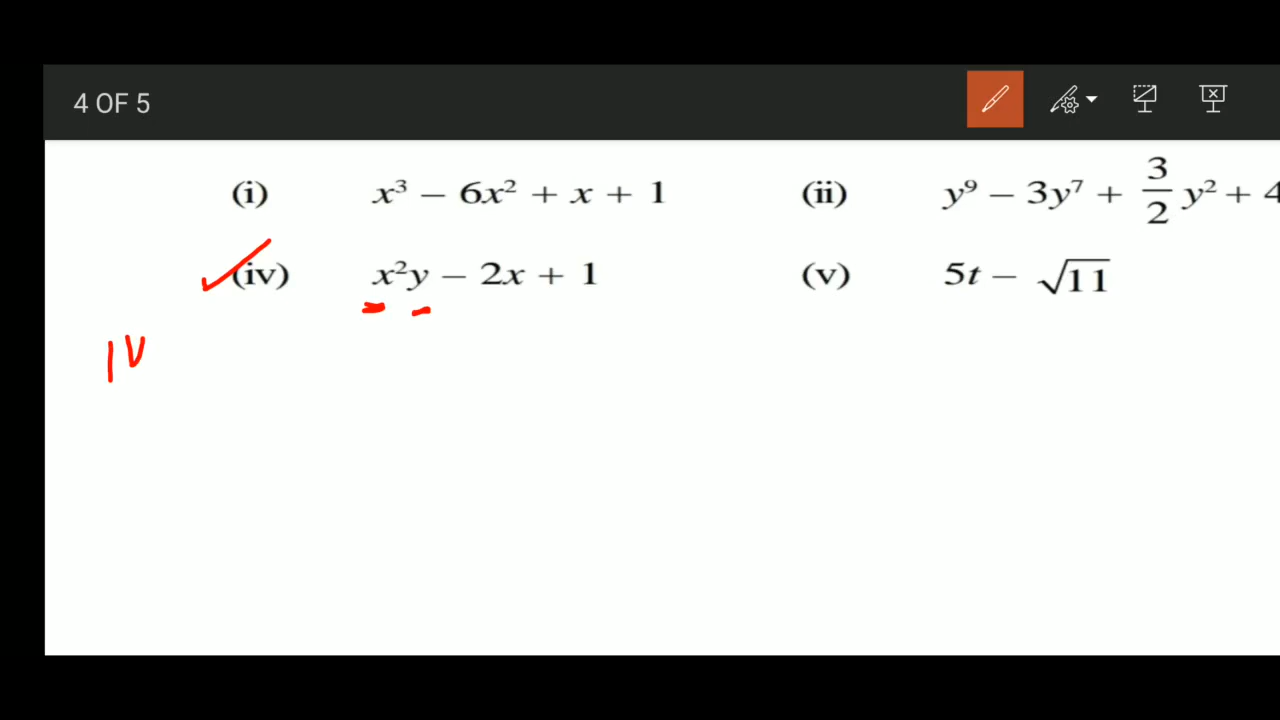 4 OF 5
(i) x³ − 6x² + x + 1 (ii) y⁹ − 3y⁷ + 3/2 y² + 4
(iv) x²y − 2x + 1 (v) 5t − √11
IV